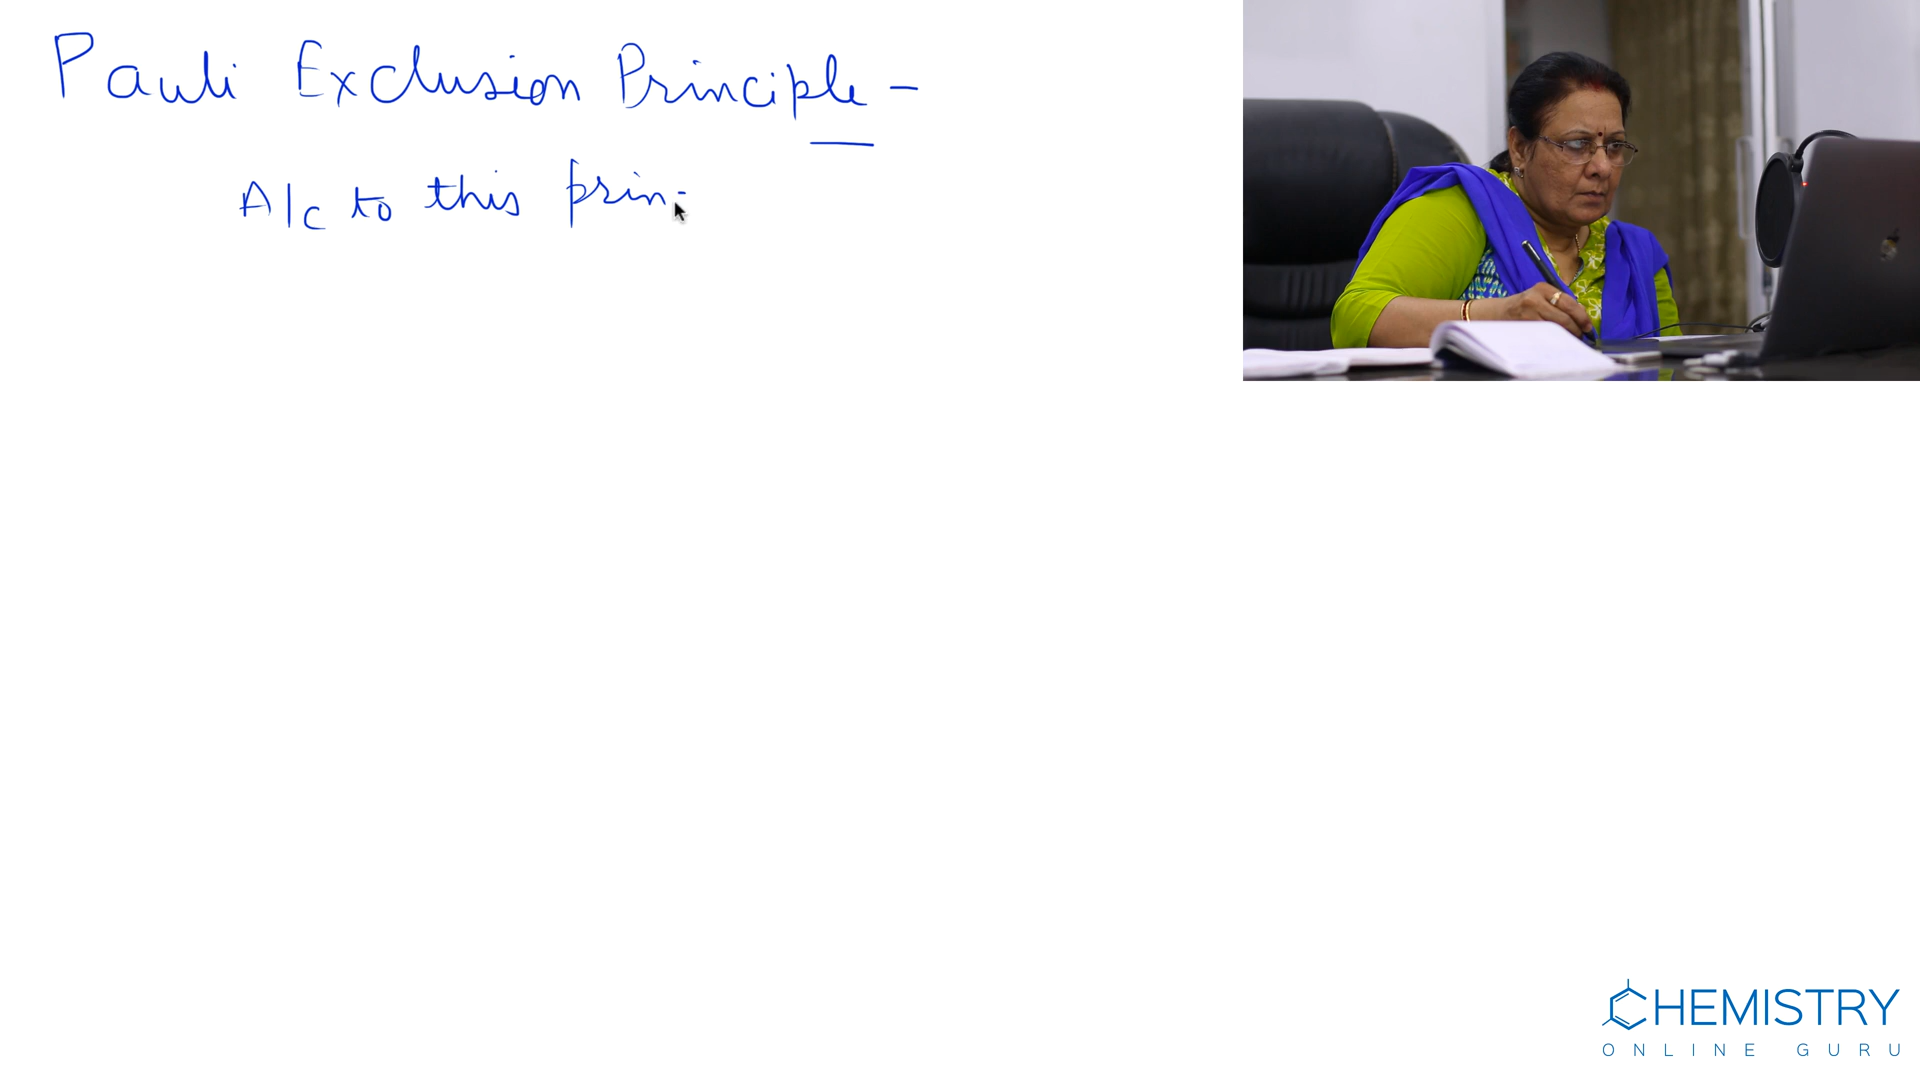 Pauli Exclusion Principle -
A/c to this prin
CHEMISTRY
ONLINE GURU